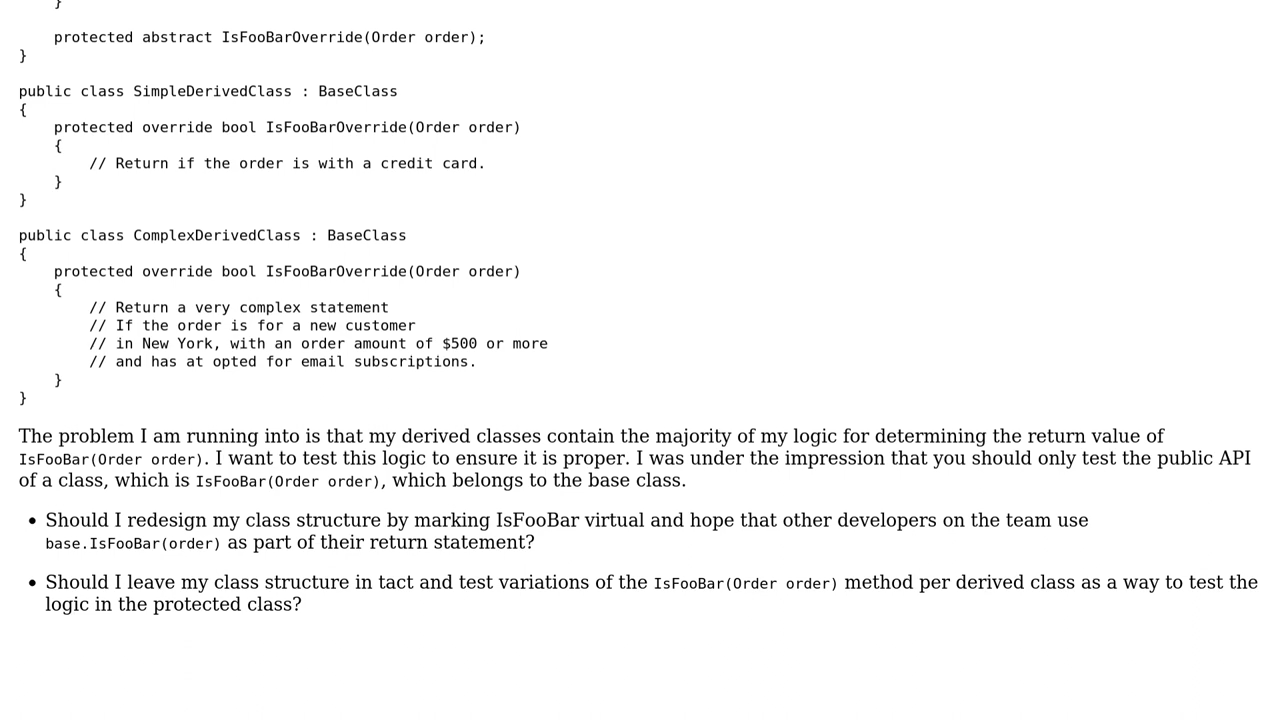 }
protected abstract IsFooBarOverride(Order order);
}
public class SimpleDerivedClass : BaseClass
{
protected override bool IsFooBarOverride(Order order)
{
// Return if the order is with a credit card.
}
}
public class ComplexDerivedClass : BaseClass
{
protected override bool IsFooBarOverride(Order order)
{
// Return a very complex statement
// If the order is for a new customer
// in New York, with an order amount of $500 or more
// and has at opted for email subscriptions.
}
}
The problem I am running into is that my derived classes contain the majority of my logic for determining the return value of
IsFooBar(Order order). I want to test this logic to ensure it is proper. I was under the impression that you should only test the public API
of a class, which is IsFooBar(Order order), which belongs to the base class.
• Should I redesign my class structure by marking IsFooBar virtual and hope that other developers on the team use
base.IsFooBar(order) as part of their return statement?
• Should I leave my class structure in tact and test variations of the IsFooBar(Order order) method per derived class as a way to test the
logic in the protected class?